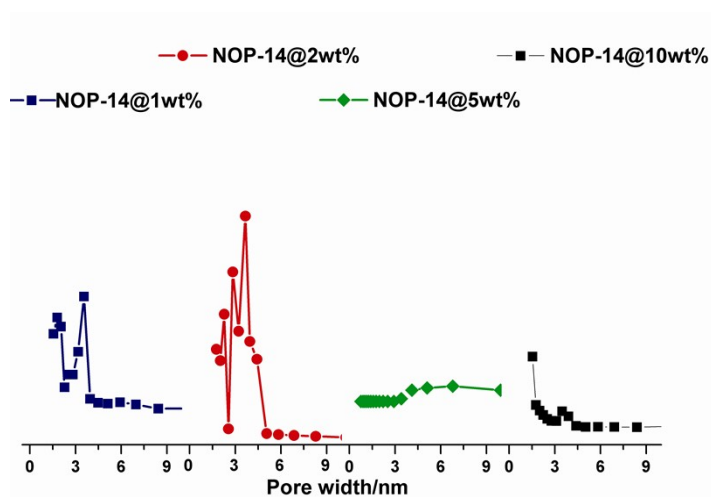 NOP-14@2wt% NOP-14@10wt%
NOP-14@1wt% NOP-14@5wt%
0 3 6 9 0 3 6 9 0 3 6 9 0 3 6 9
Pore width/nm